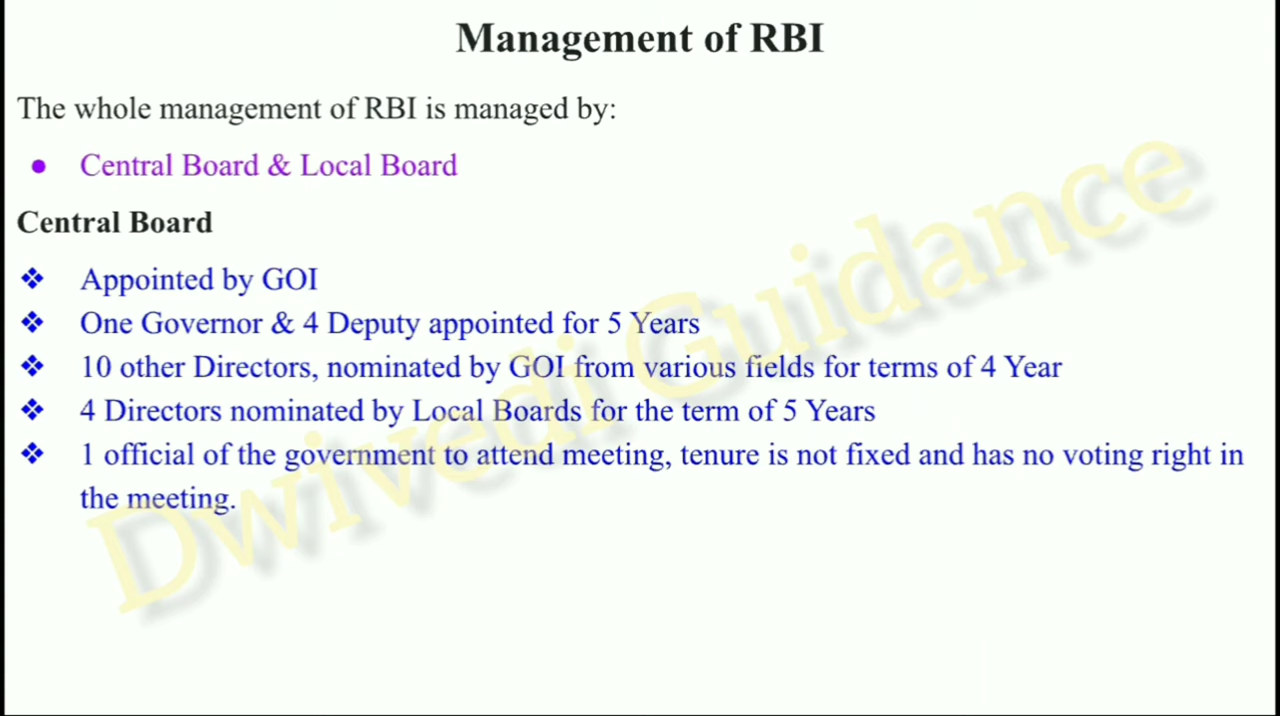 Management of RBI
The whole management of RBI is managed by:
● Central Board & Local Board
Central Board
❖ Appointed by GOI
❖ One Governor & 4 Deputy appointed for 5 Years
❖ 10 other Directors, nominated by GOI from various fields for terms of 4 Year
❖ 4 Directors nominated by Local Boards for the term of 5 Years
❖ 1 official of the government to attend meeting, tenure is not fixed and has no voting right in
the meeting.
Dwivedi Guidance